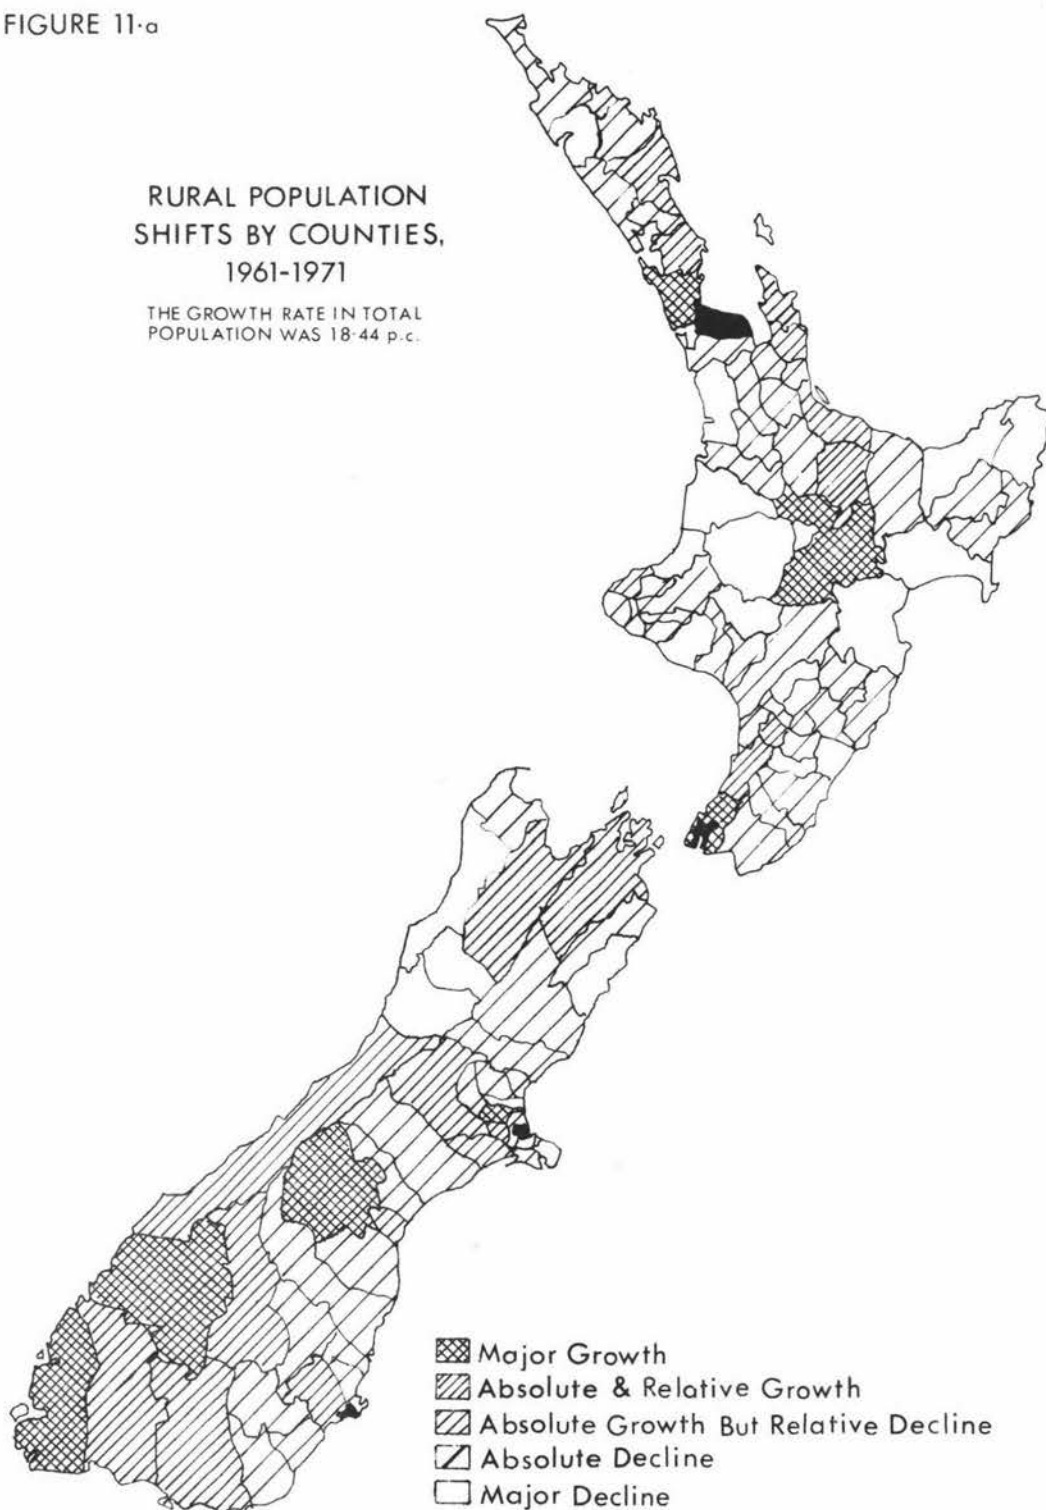 FIGURE 11·a
RURAL POPULATION
SHIFTS BY COUNTIES,
1961-1971
THE GROWTH RATE IN TOTAL
POPULATION WAS 18·44 p.c.
Major Growth
Absolute & Relative Growth
Absolute Growth But Relative Decline
Absolute Decline
Major Decline